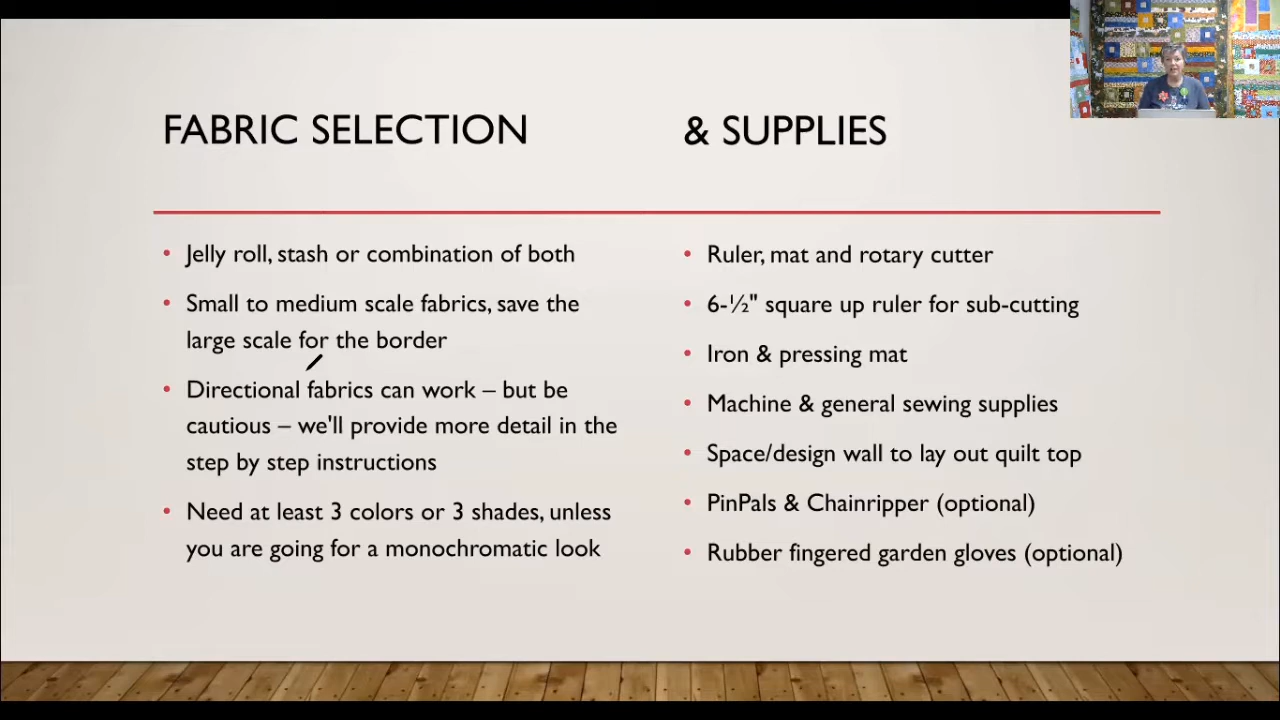 FABRIC SELECTION
& SUPPLIES
• Jelly roll, stash or combination of both
• Small to medium scale fabrics, save the
large scale for the border
• Directional fabrics can work – but be
cautious – we'll provide more detail in the
step by step instructions
• Need at least 3 colors or 3 shades, unless
you are going for a monochromatic look
• Ruler, mat and rotary cutter
• 6-½" square up ruler for sub-cutting
• Iron & pressing mat
• Machine & general sewing supplies
• Space/design wall to lay out quilt top
• PinPals & Chainripper (optional)
• Rubber fingered garden gloves (optional)